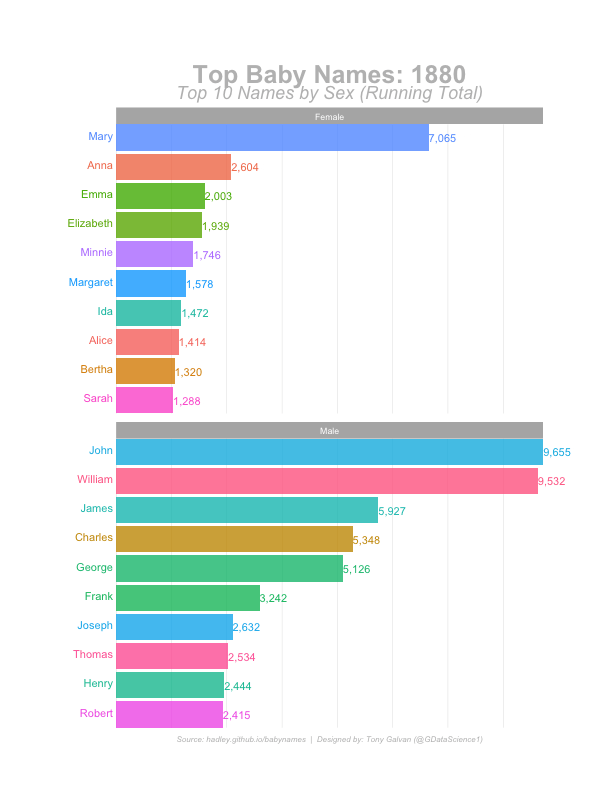 Top Baby Names: 1880
Top 10 Names by Sex (Running Total)
Female
Mary 7,065
Anna 2,604
Emma 2,003
Elizabeth 1,939
Minnie 1,746
Margaret 1,578
Ida 1,472
Alice 1,414
Bertha 1,320
Sarah 1,288
Male
John 9,655
William 9,532
James 5,927
Charles 5,348
George 5,126
Frank 3,242
Joseph 2,632
Thomas 2,534
Henry 2,444
Robert 2,415
Source: hadley.github.io/babynames | Designed by: Tony Galvan (@GDataScience1)